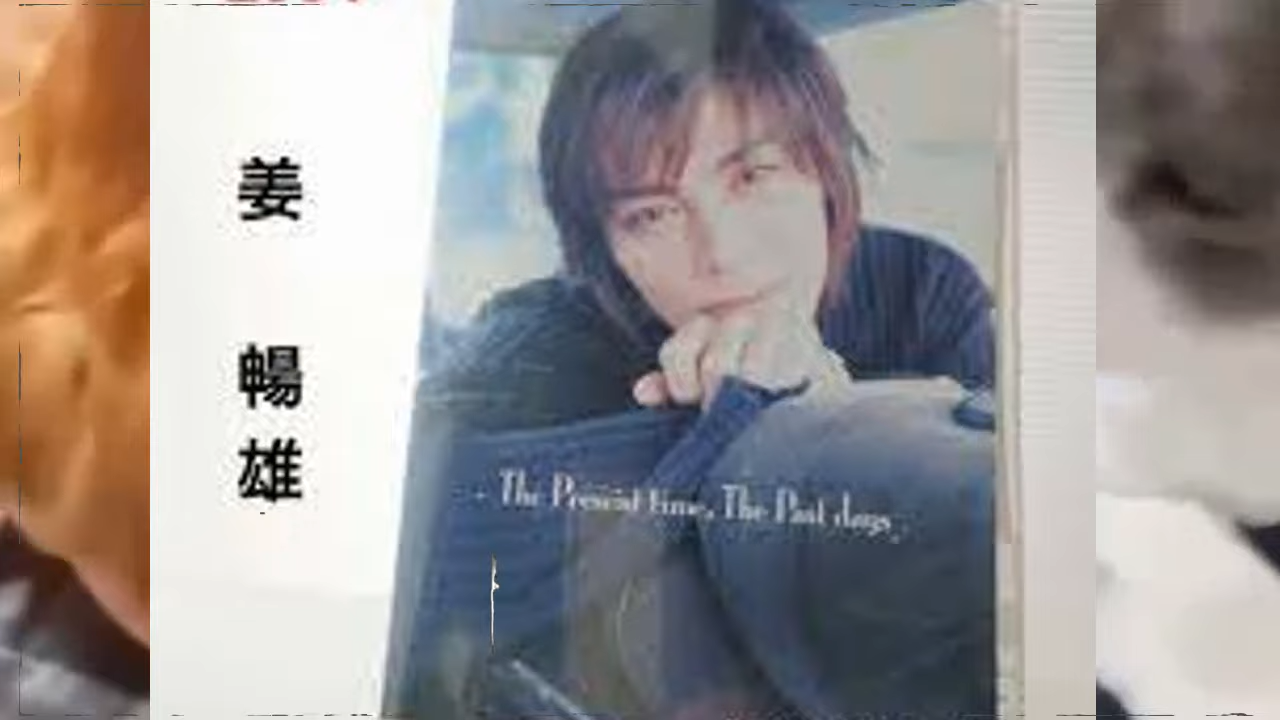 姜
暢
雄
The Present time, The Past days